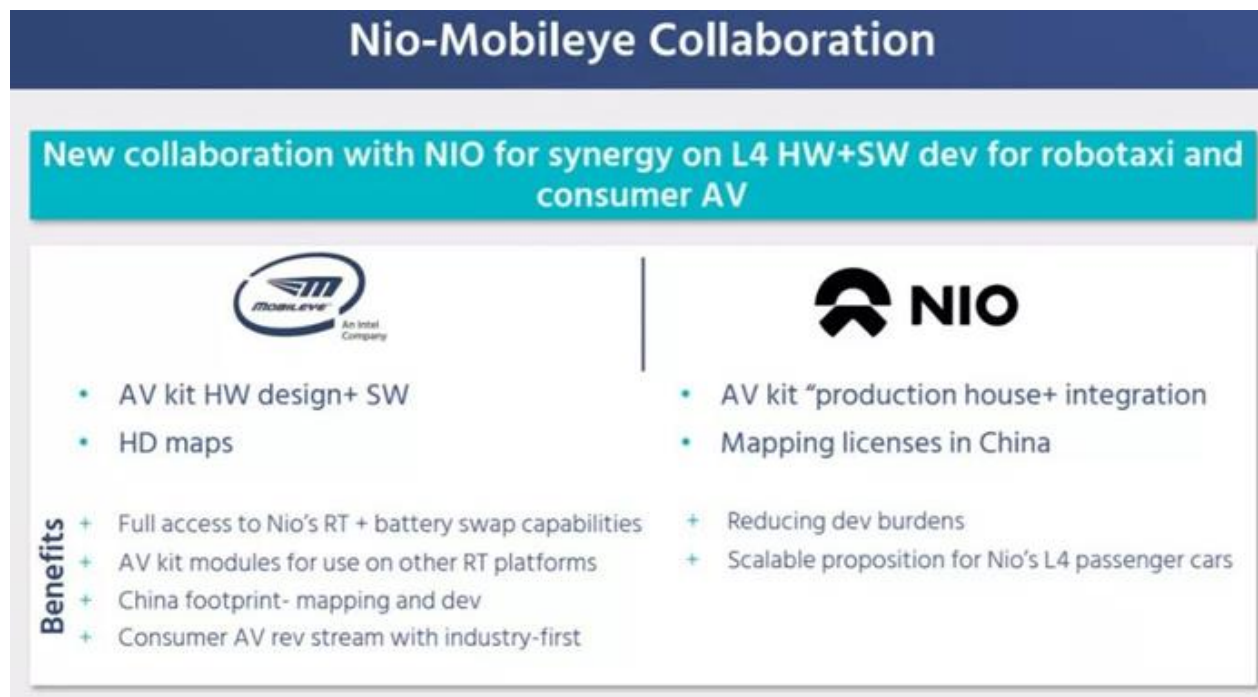 Nio-Mobileye Collaboration
New collaboration with NIO for synergy on L4 HW+SW dev for robotaxi and
consumer AV
MOBILEYE
An Intel
Company
NIO
• AV kit HW design+ SW
• HD maps
• AV kit “production house+ integration
• Mapping licenses in China
Benefits
+ Full access to Nio’s RT + battery swap capabilities
+ AV kit modules for use on other RT platforms
+ China footprint- mapping and dev
+ Consumer AV rev stream with industry-first
+ Reducing dev burdens
+ Scalable proposition for Nio’s L4 passenger cars